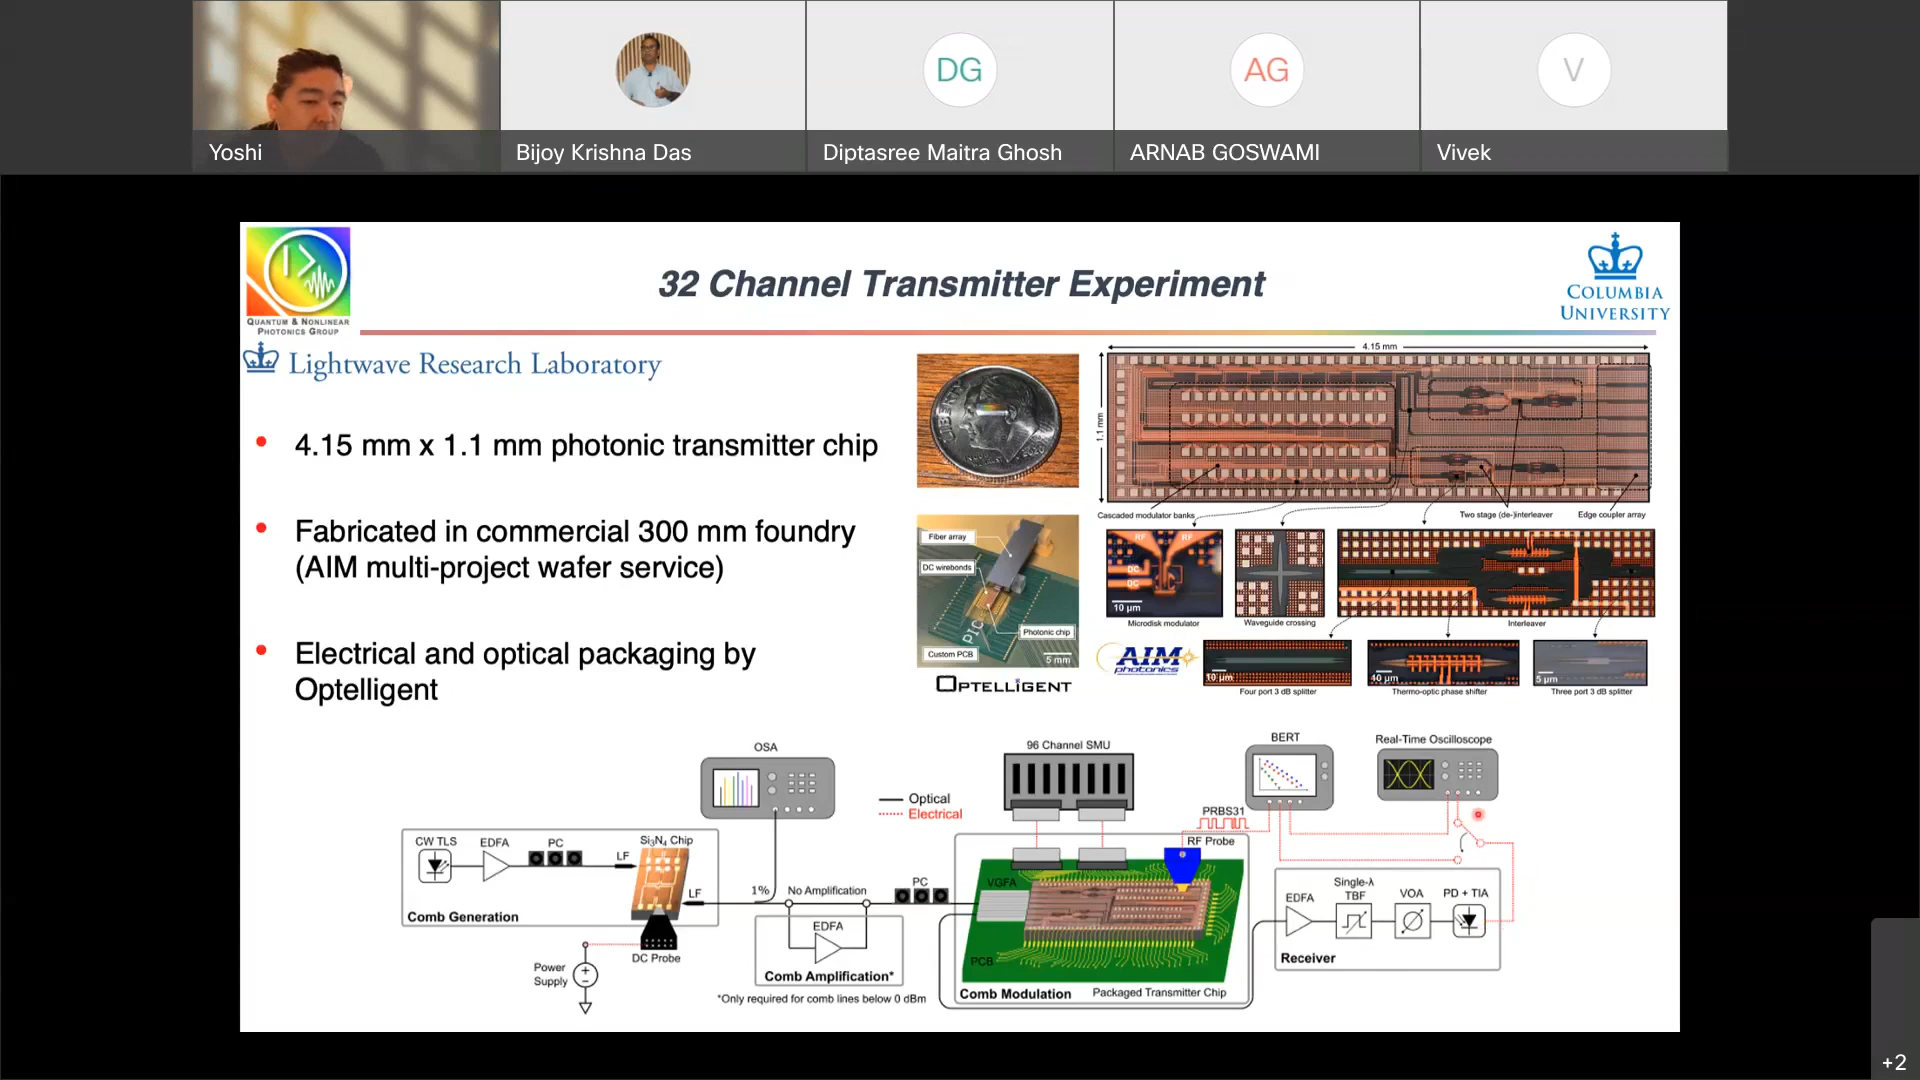 DG
AG
V
Yoshi
Bijoy Krishna Das
Diptasree Maitra Ghosh
ARNAB GOSWAMI
Vivek
QUANTUM & NONLINEAR
PHOTONICS GROUP
32 Channel Transmitter Experiment
COLUMBIA
UNIVERSITY
Lightwave Research Laboratory
• 4.15 mm x 1.1 mm photonic transmitter chip
• Fabricated in commercial 300 mm foundry
(AIM multi-project wafer service)
• Electrical and optical packaging by
Optelligent
LIBERTY
Fiber array
DC wirebonds
PIC
Photonic chip
Custom PCB
5 mm
OPTELLIGENT
4.15 mm
1.1 mm
Cascaded modulator banks
Two stage (de-)interleaver
Edge coupler array
RF
RF
DC
DC
10 µm
Microdisk modulator
Waveguide crossing
Interleaver
AIM
photonics
10 µm
Four port 3 dB splitter
40 µm
Thermo-optic phase shifter
5 µm
Three port 3 dB splitter
OSA
96 Channel SMU
BERT
Real-Time Oscilloscope
Optical
Electrical
PRBS31
CW TLS
EDFA
PC
Si3N4 Chip
LF
LF
Comb Generation
Power
Supply
DC Probe
1%
No Amplification
EDFA
Comb Amplification*
*Only required for comb lines below 0 dBm
PC
VGFA
RF Probe
PCB
Comb Modulation
Packaged Transmitter Chip
EDFA
Single-λ
TBF
VOA
PD + TIA
Receiver
+2